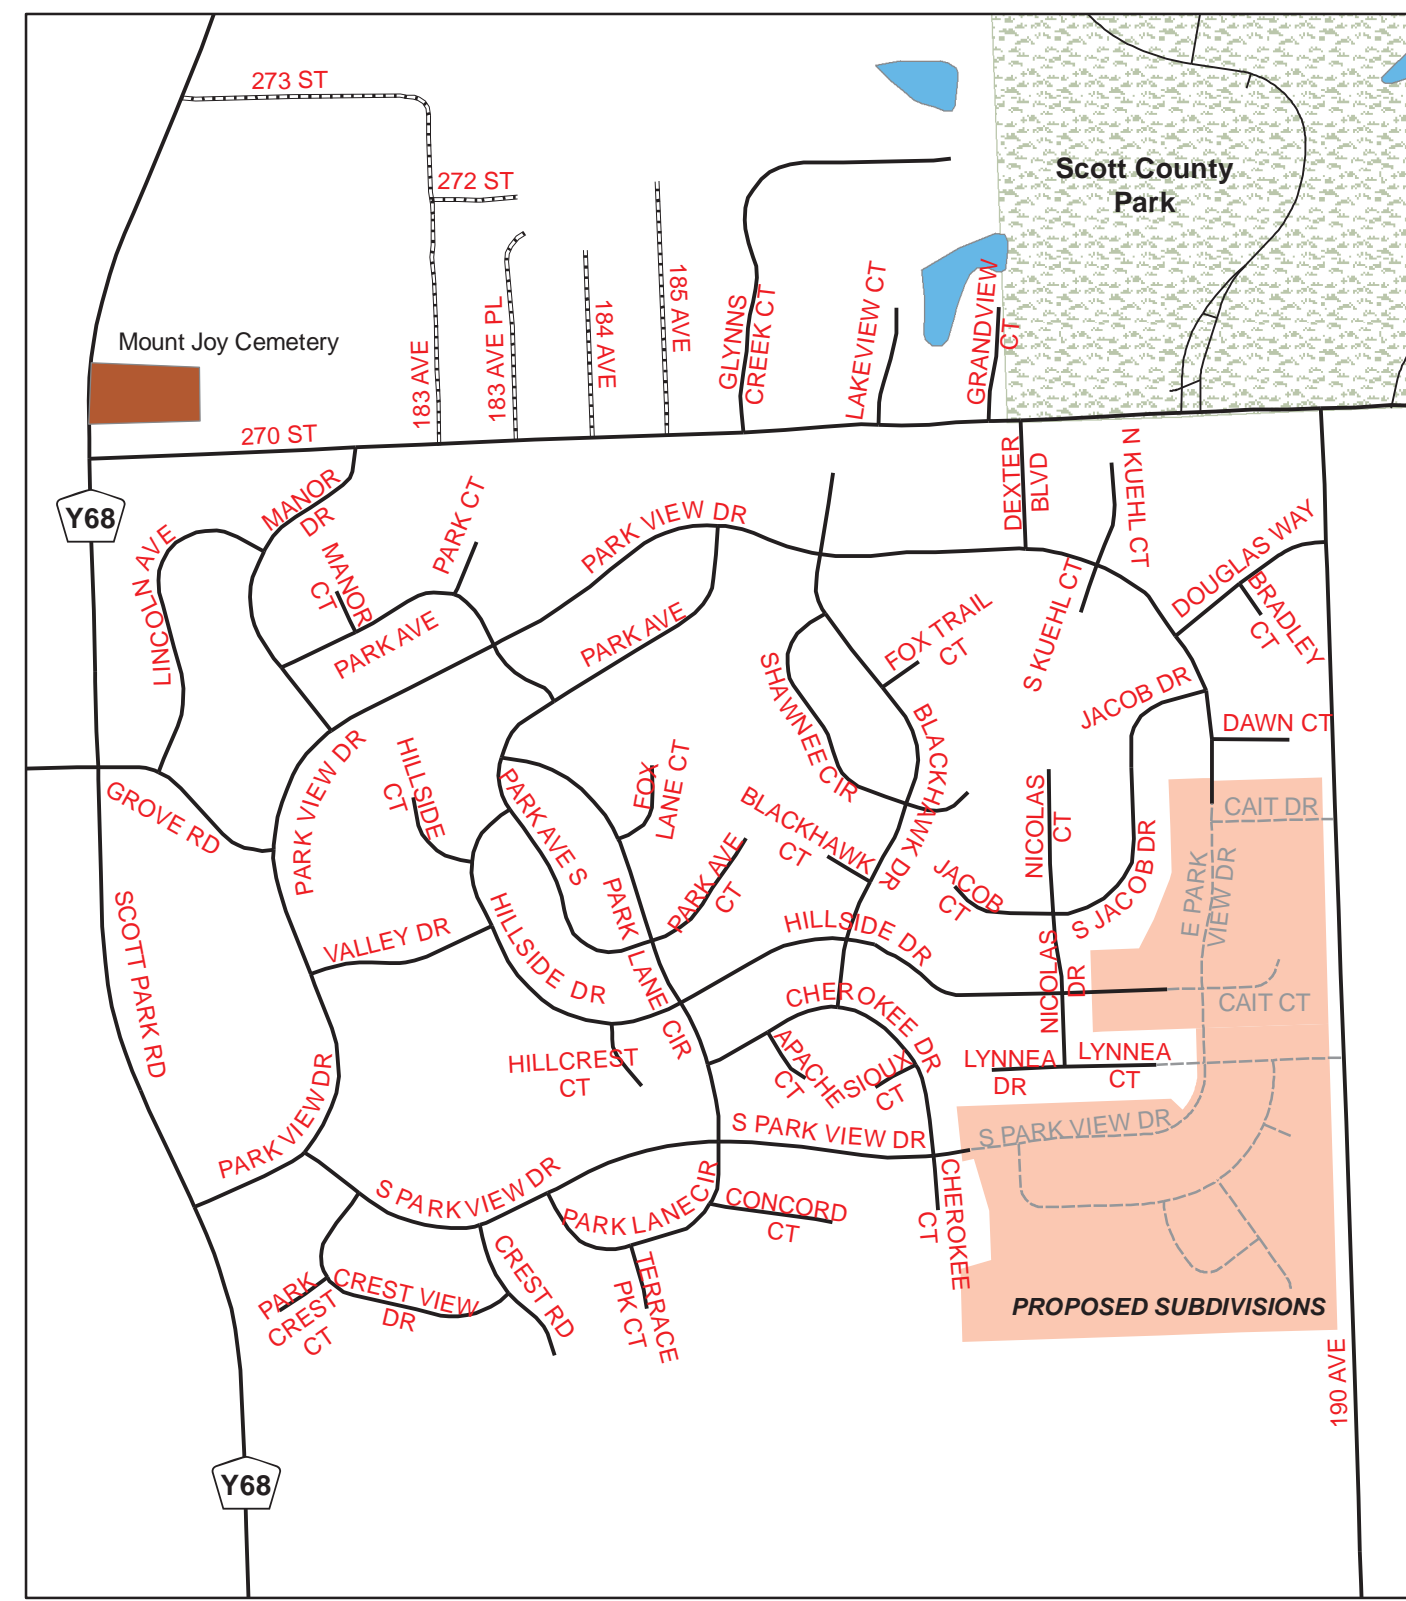 273 ST
272 ST
Scott County
Park
183 AVE
183 AVE PL
184 AVE
185 AVE
GLYNNS
CREEK CT
LAKEVIEW CT
GRANDVIEW
CT
Mount Joy Cemetery
270 ST
Y68
MANOR
DR
LINCOLN AVE
MANOR
CT
PARK CT
PARK AVE
PARK VIEW DR
PARK AVE
DEXTER
BLVD
N KUEHL CT
S KUEHL CT
DOUGLAS WAY
BRADLEY
CT
FOX TRAIL
CT
SHAWNEE CIR
BLACKHAWK DR
JACOB DR
DAWN CT
GROVE RD
PARK VIEW DR
HILLSIDE
CT
PARK AVE S
FOX
LANE CT
BLACKHAWK
CT
PARK AVE
CT
JACOB
CT
NICOLAS
CT
S JACOB DR
CAIT DR
E PARK
VIEW DR
SCOTT PARK RD
VALLEY DR
HILLSIDE DR
PARK LANE CIR
HILLSIDE DR
NICOLAS
DR
CAIT CT
CHEROKEE DR
HILLCREST
CT
APACHE
CT
SIOUX
CT
LYNNEA
DR
LYNNEA
CT
PARK VIEW DR
S PARK VIEW DR
S PARK VIEW DR
S PARK VIEW DR
PARK LANE CIR
CONCORD
CT
CHEROKEE
CT
PARK
CREST
CT
CREST VIEW
DR
CREST RD
TERRACE
PK CT
PROPOSED SUBDIVISIONS
190 AVE
Y68